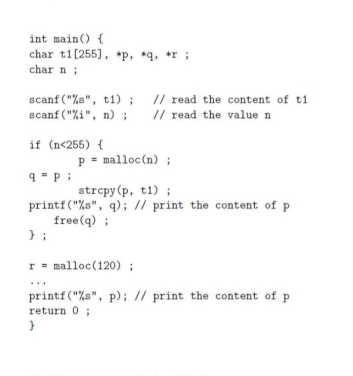 int main() {
char t1[255], *p, *q, *r ;
char n ;
scanf("%s", t1) ;   // read the content of t1
scanf("%i", n) ;    // read the value n
if (n<255) {
        p = malloc(n) ;
q = p ;
        strcpy(p, t1) ;
printf("%s", q); // print the content of p
    free(q) ;
} ;
r = malloc(120) ;
...
printf("%s", p); // print the content of p
return 0 ;
}